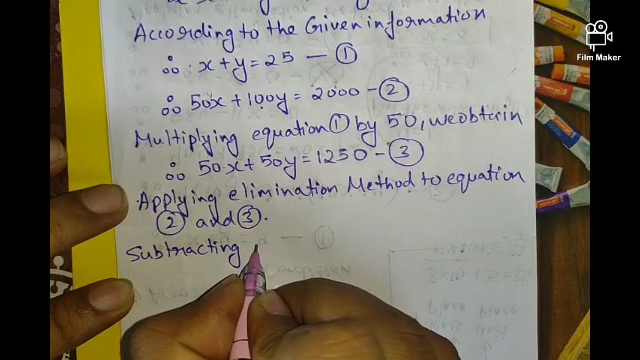 According to the Given information
∴ x+y=25 — ①
∴ 50x+100y=2000 - ②
Multiplying equation ① by 50, we obtain
∴ 50x+50y=1250 - ③
Applying elimination Method to equation
② and ③.
Subtracting
Film Maker